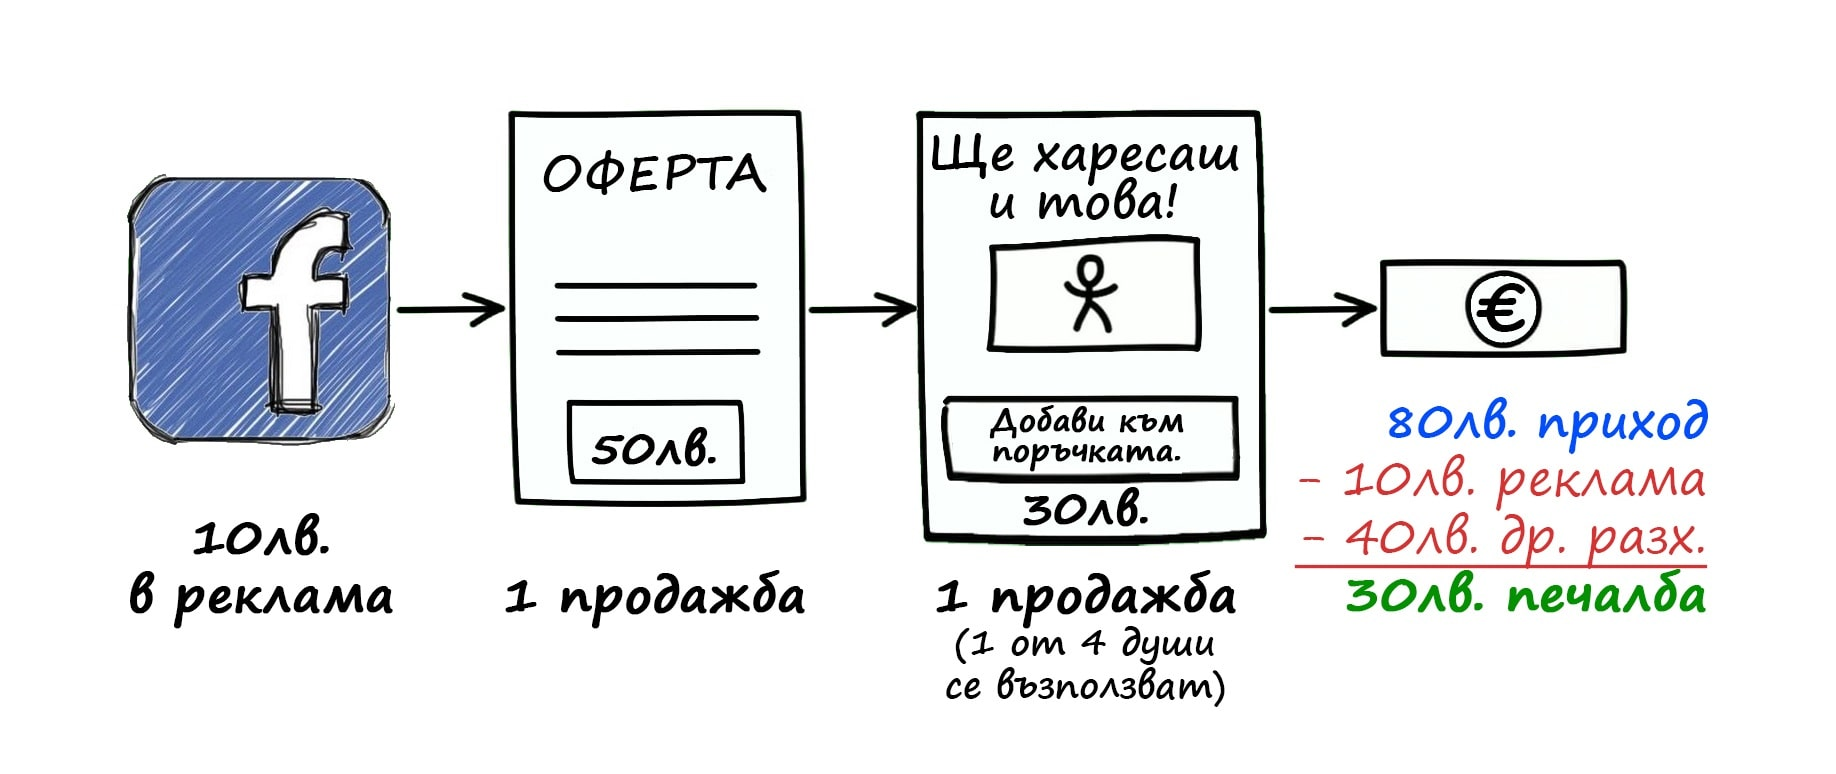 f
10лв.
в реклама
ОФЕРТА
50лв.
1 продажба
Ще харесаш
и това!
Добави към
поръчката.
30лв.
1 продажба
(1 от 4 души
се възползват)
€
80лв. приход
- 10лв. реклама
- 40лв. др. разх.
30лв. печалба